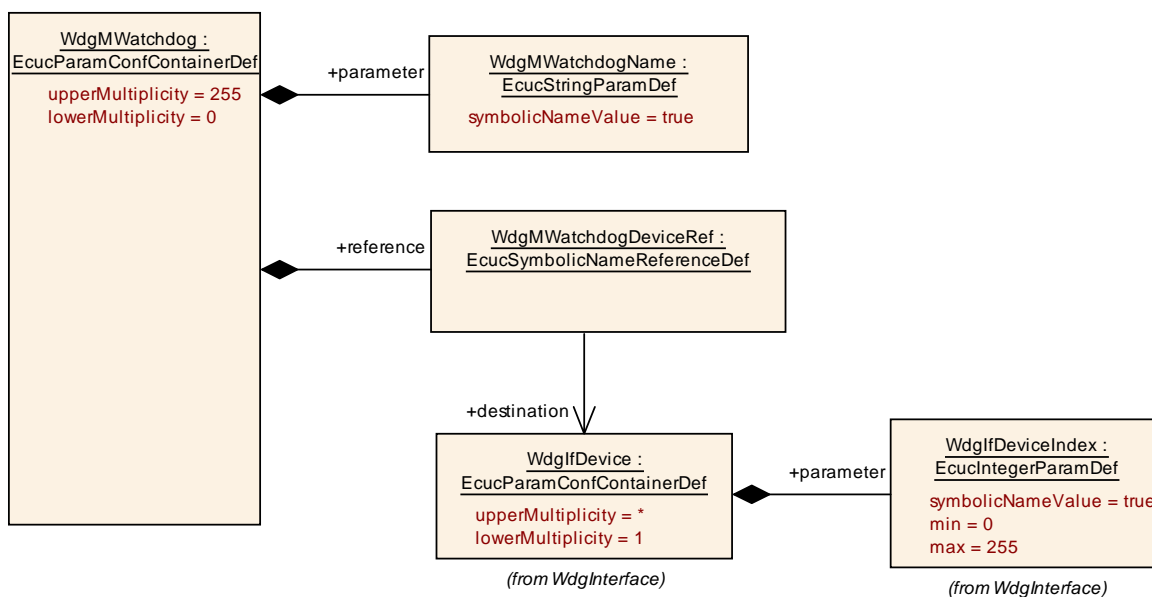 WdgMWatchdog :
EcucParamConfContainerDef
upperMultiplicity = 255
lowerMultiplicity = 0
+parameter
WdgMWatchdogName :
EcucStringParamDef
symbolicNameValue = true
+reference
WdgMWatchdogDeviceRef :
EcucSymbolicNameReferenceDef
+destination
WdgIfDevice :
EcucParamConfContainerDef
upperMultiplicity = *
lowerMultiplicity = 1
(from WdgInterface)
+parameter
WdgIfDeviceIndex :
EcucIntegerParamDef
symbolicNameValue = true
min = 0
max = 255
(from WdgInterface)